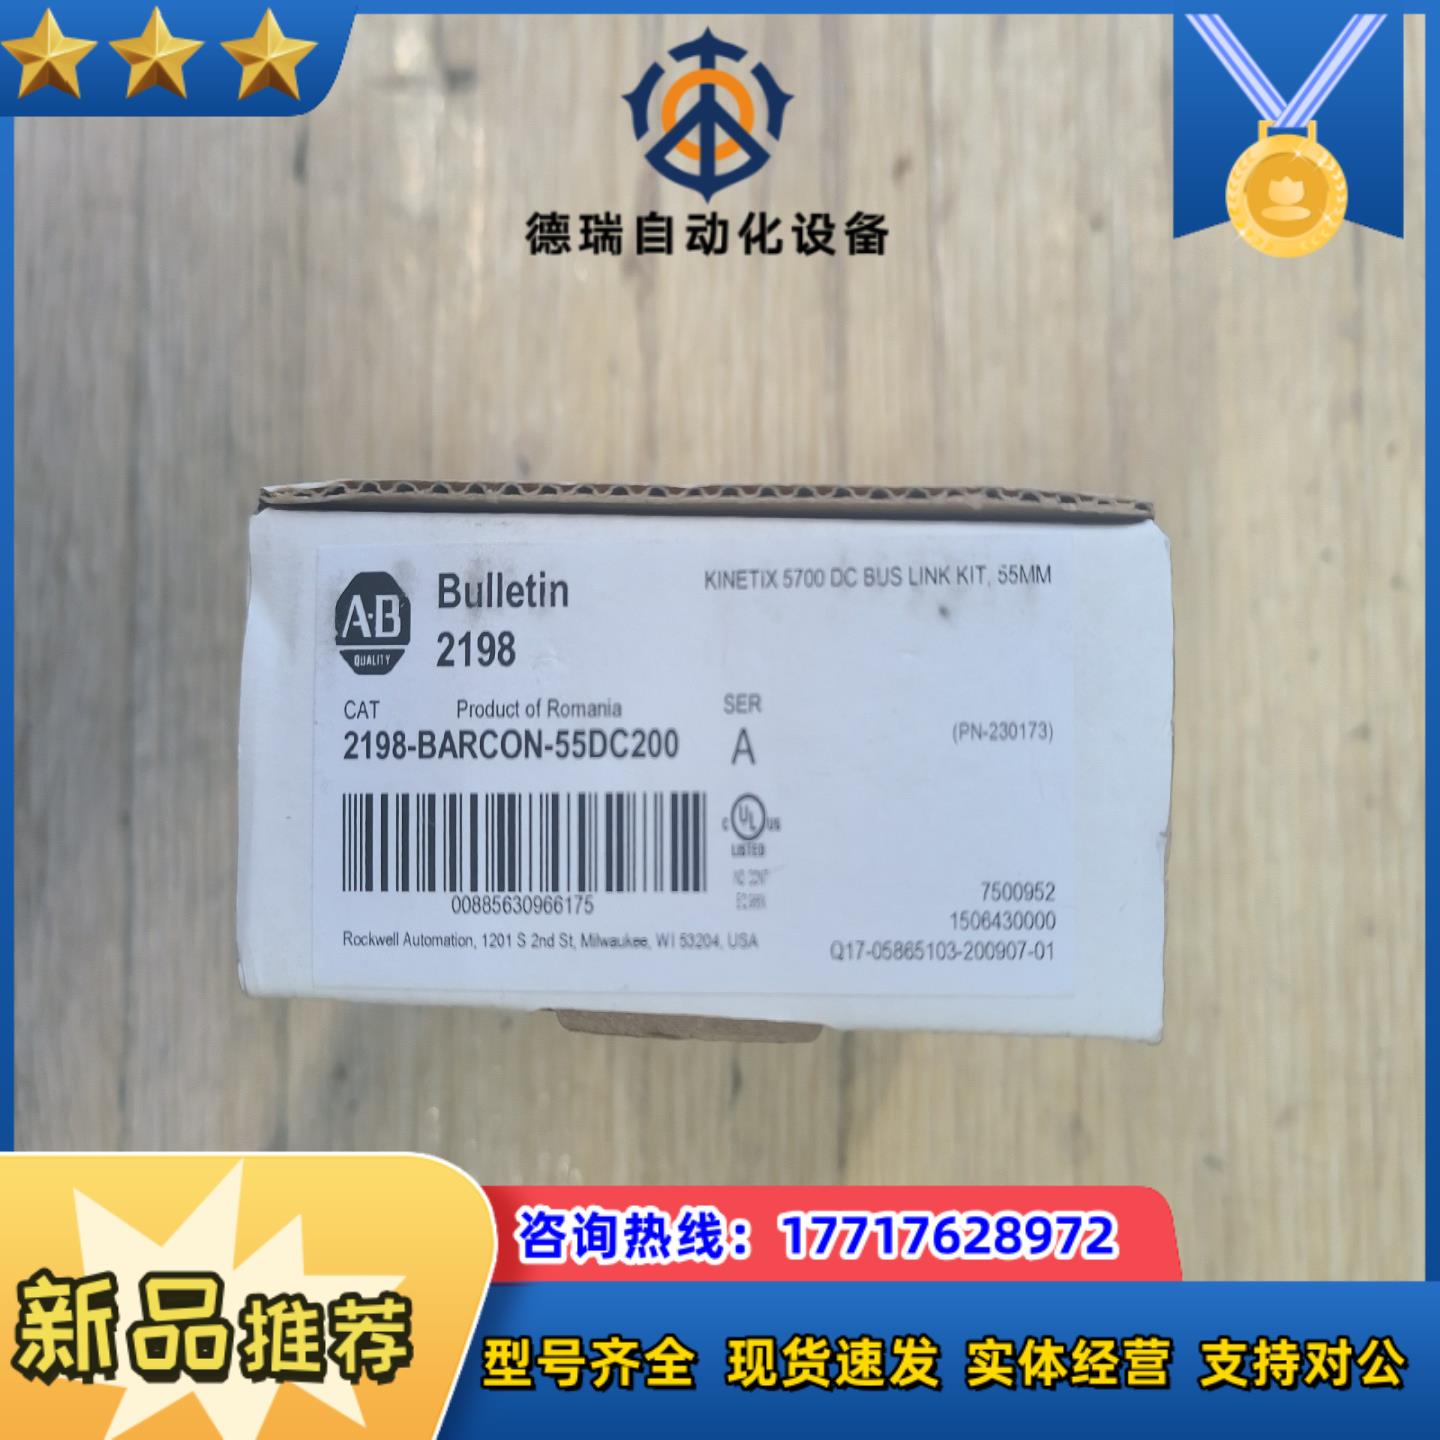 德瑞自动化设备
A-B
QUALITY
Bulletin
2198
KINETIX 5700 DC BUS LINK KIT, 55MM
CAT
Product of Romania
SER
2198-BARCON-55DC200
A
(PN-230173)
C UL US
LISTED
00885630966175
7500952
1506430000
Rockwell Automation, 1201 S 2nd St, Milwaukee, WI 53204, USA
Q17-05865103-200907-01
咨询热线：17717628972
新品推荐
型号齐全 现货速发 实体经营 支持对公